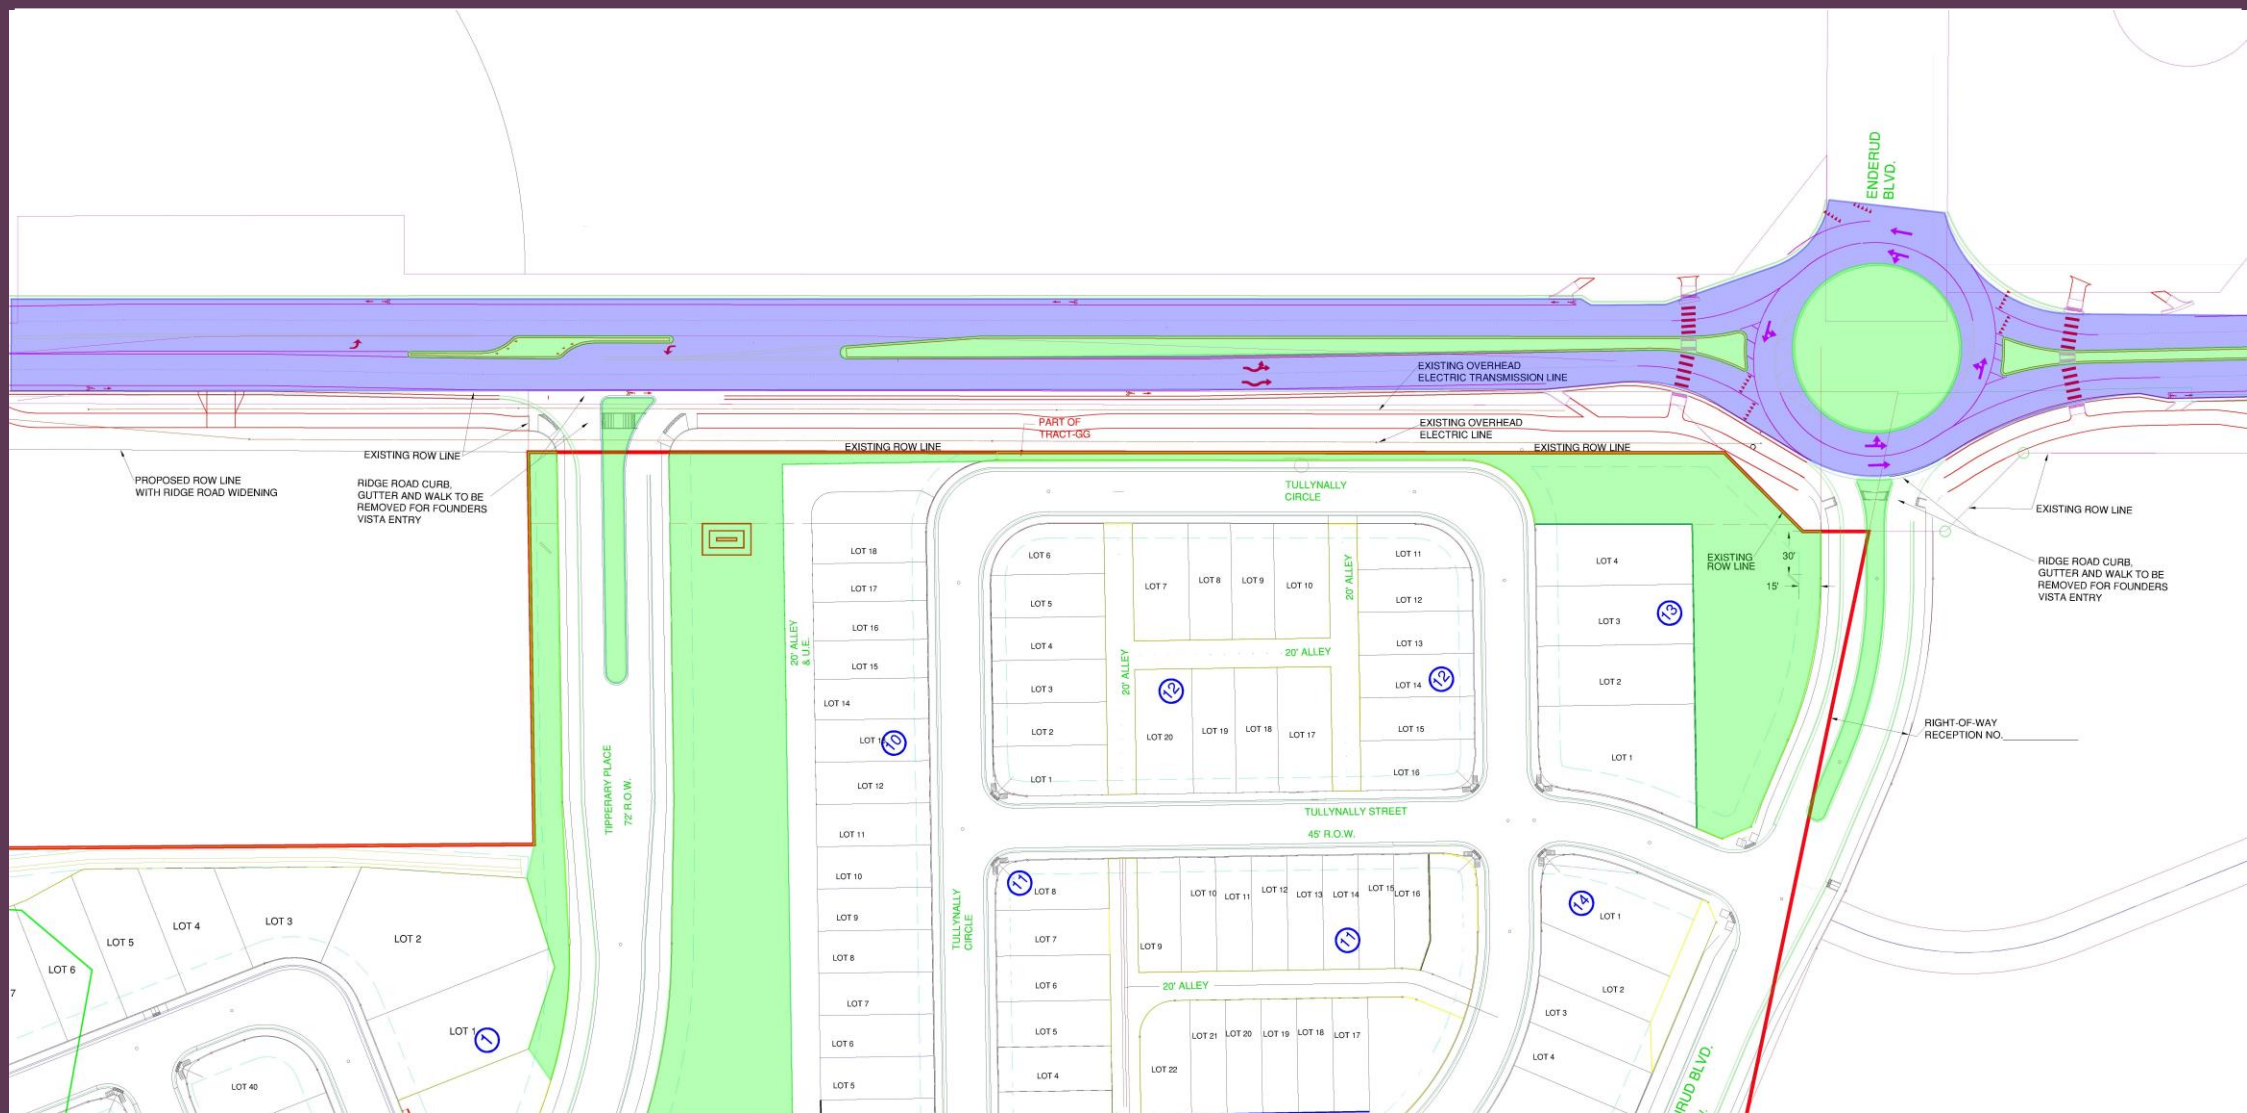 ENDERUD
BLVD.
EXISTING OVERHEAD
ELECTRIC TRANSMISSION LINE
PART OF
TRACT-GG
EXISTING OVERHEAD
ELECTRIC LINE
EXISTING ROW LINE
EXISTING ROW LINE
EXISTING ROW LINE
PROPOSED ROW LINE
WITH RIDGE ROAD WIDENING
RIDGE ROAD CURB,
GUTTER AND WALK TO BE
REMOVED FOR FOUNDERS
VISTA ENTRY
TULLYNALLY
CIRCLE
EXISTING ROW LINE
EXISTING
ROW LINE
30'
15'
RIDGE ROAD CURB,
GUTTER AND WALK TO BE
REMOVED FOR FOUNDERS
VISTA ENTRY
RIGHT-OF-WAY
RECEPTION NO.
TIPPERARY PLACE
72' R.O.W.
20' ALLEY
& U.E.
LOT 18
LOT 17
LOT 16
LOT 15
LOT 14
LOT 12
LOT 11
LOT 10
LOT 9
LOT 8
LOT 7
LOT 6
LOT 5
10
LOT 6
LOT 5
LOT 4
LOT 3
LOT 2
LOT 1
20' ALLEY
LOT 7
LOT 8
LOT 9
LOT 10
20' ALLEY
20' ALLEY
12
LOT 20
LOT 19
LOT 18
LOT 17
LOT 11
LOT 12
LOT 13
LOT 14
12
LOT 15
LOT 16
LOT 4
13
LOT 3
LOT 2
LOT 1
TULLYNALLY STREET
45' R.O.W.
TULLYNALLY
CIRCLE
11
LOT 8
LOT 7
LOT 6
LOT 5
LOT 4
LOT 9
LOT 10
LOT 11
LOT 12
LOT 13
LOT 14
LOT 15
LOT 16
11
20' ALLEY
LOT 22
LOT 21
LOT 20
LOT 19
LOT 18
LOT 17
14
LOT 1
LOT 2
LOT 3
LOT 4
RUD BLVD.
7
LOT 6
LOT 5
LOT 4
LOT 3
LOT 2
LOT 1
1
LOT 40